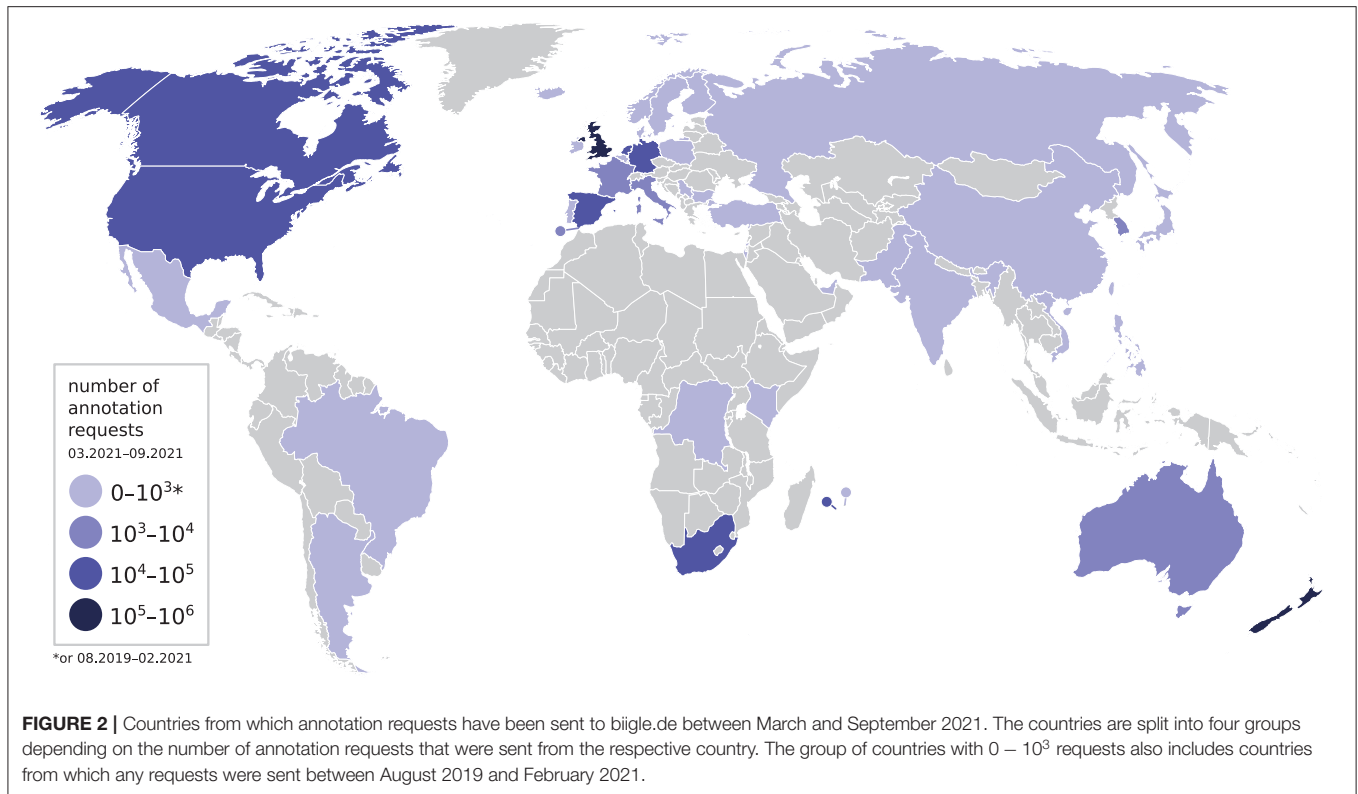 number of
annotation
requests
03.2021–09.2021
0–10³*
10³–10⁴
10⁴–10⁵
10⁵–10⁶
*or 08.2019–02.2021
FIGURE 2 | Countries from which annotation requests have been sent to biigle.de between March and September 2021. The countries are split into four groups
depending on the number of annotation requests that were sent from the respective country. The group of countries with 0 − 10³ requests also includes countries
from which any requests were sent between August 2019 and February 2021.